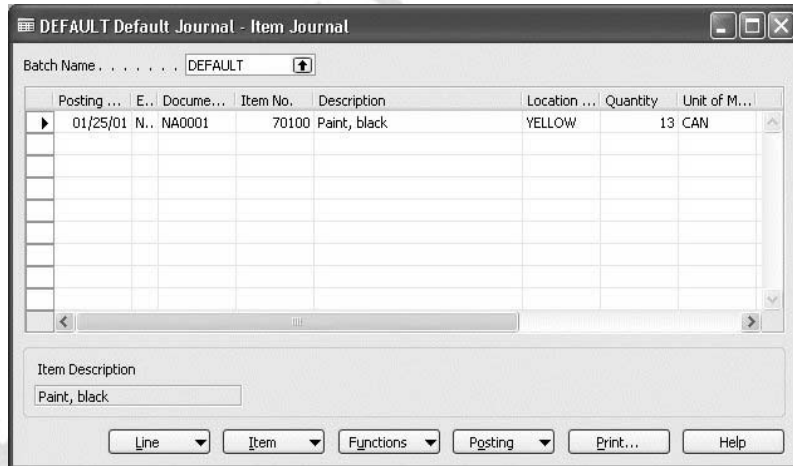 DEFAULT Default Journal - Item Journal
Batch Name . . . . . . . DEFAULT
Posting ... E.. Docume... Item No. Description Location ... Quantity Unit of M...
01/25/01 N.. NA0001 70100 Paint, black YELLOW 13 CAN
Item Description
Paint, black
Line Item Functions Posting Print... Help